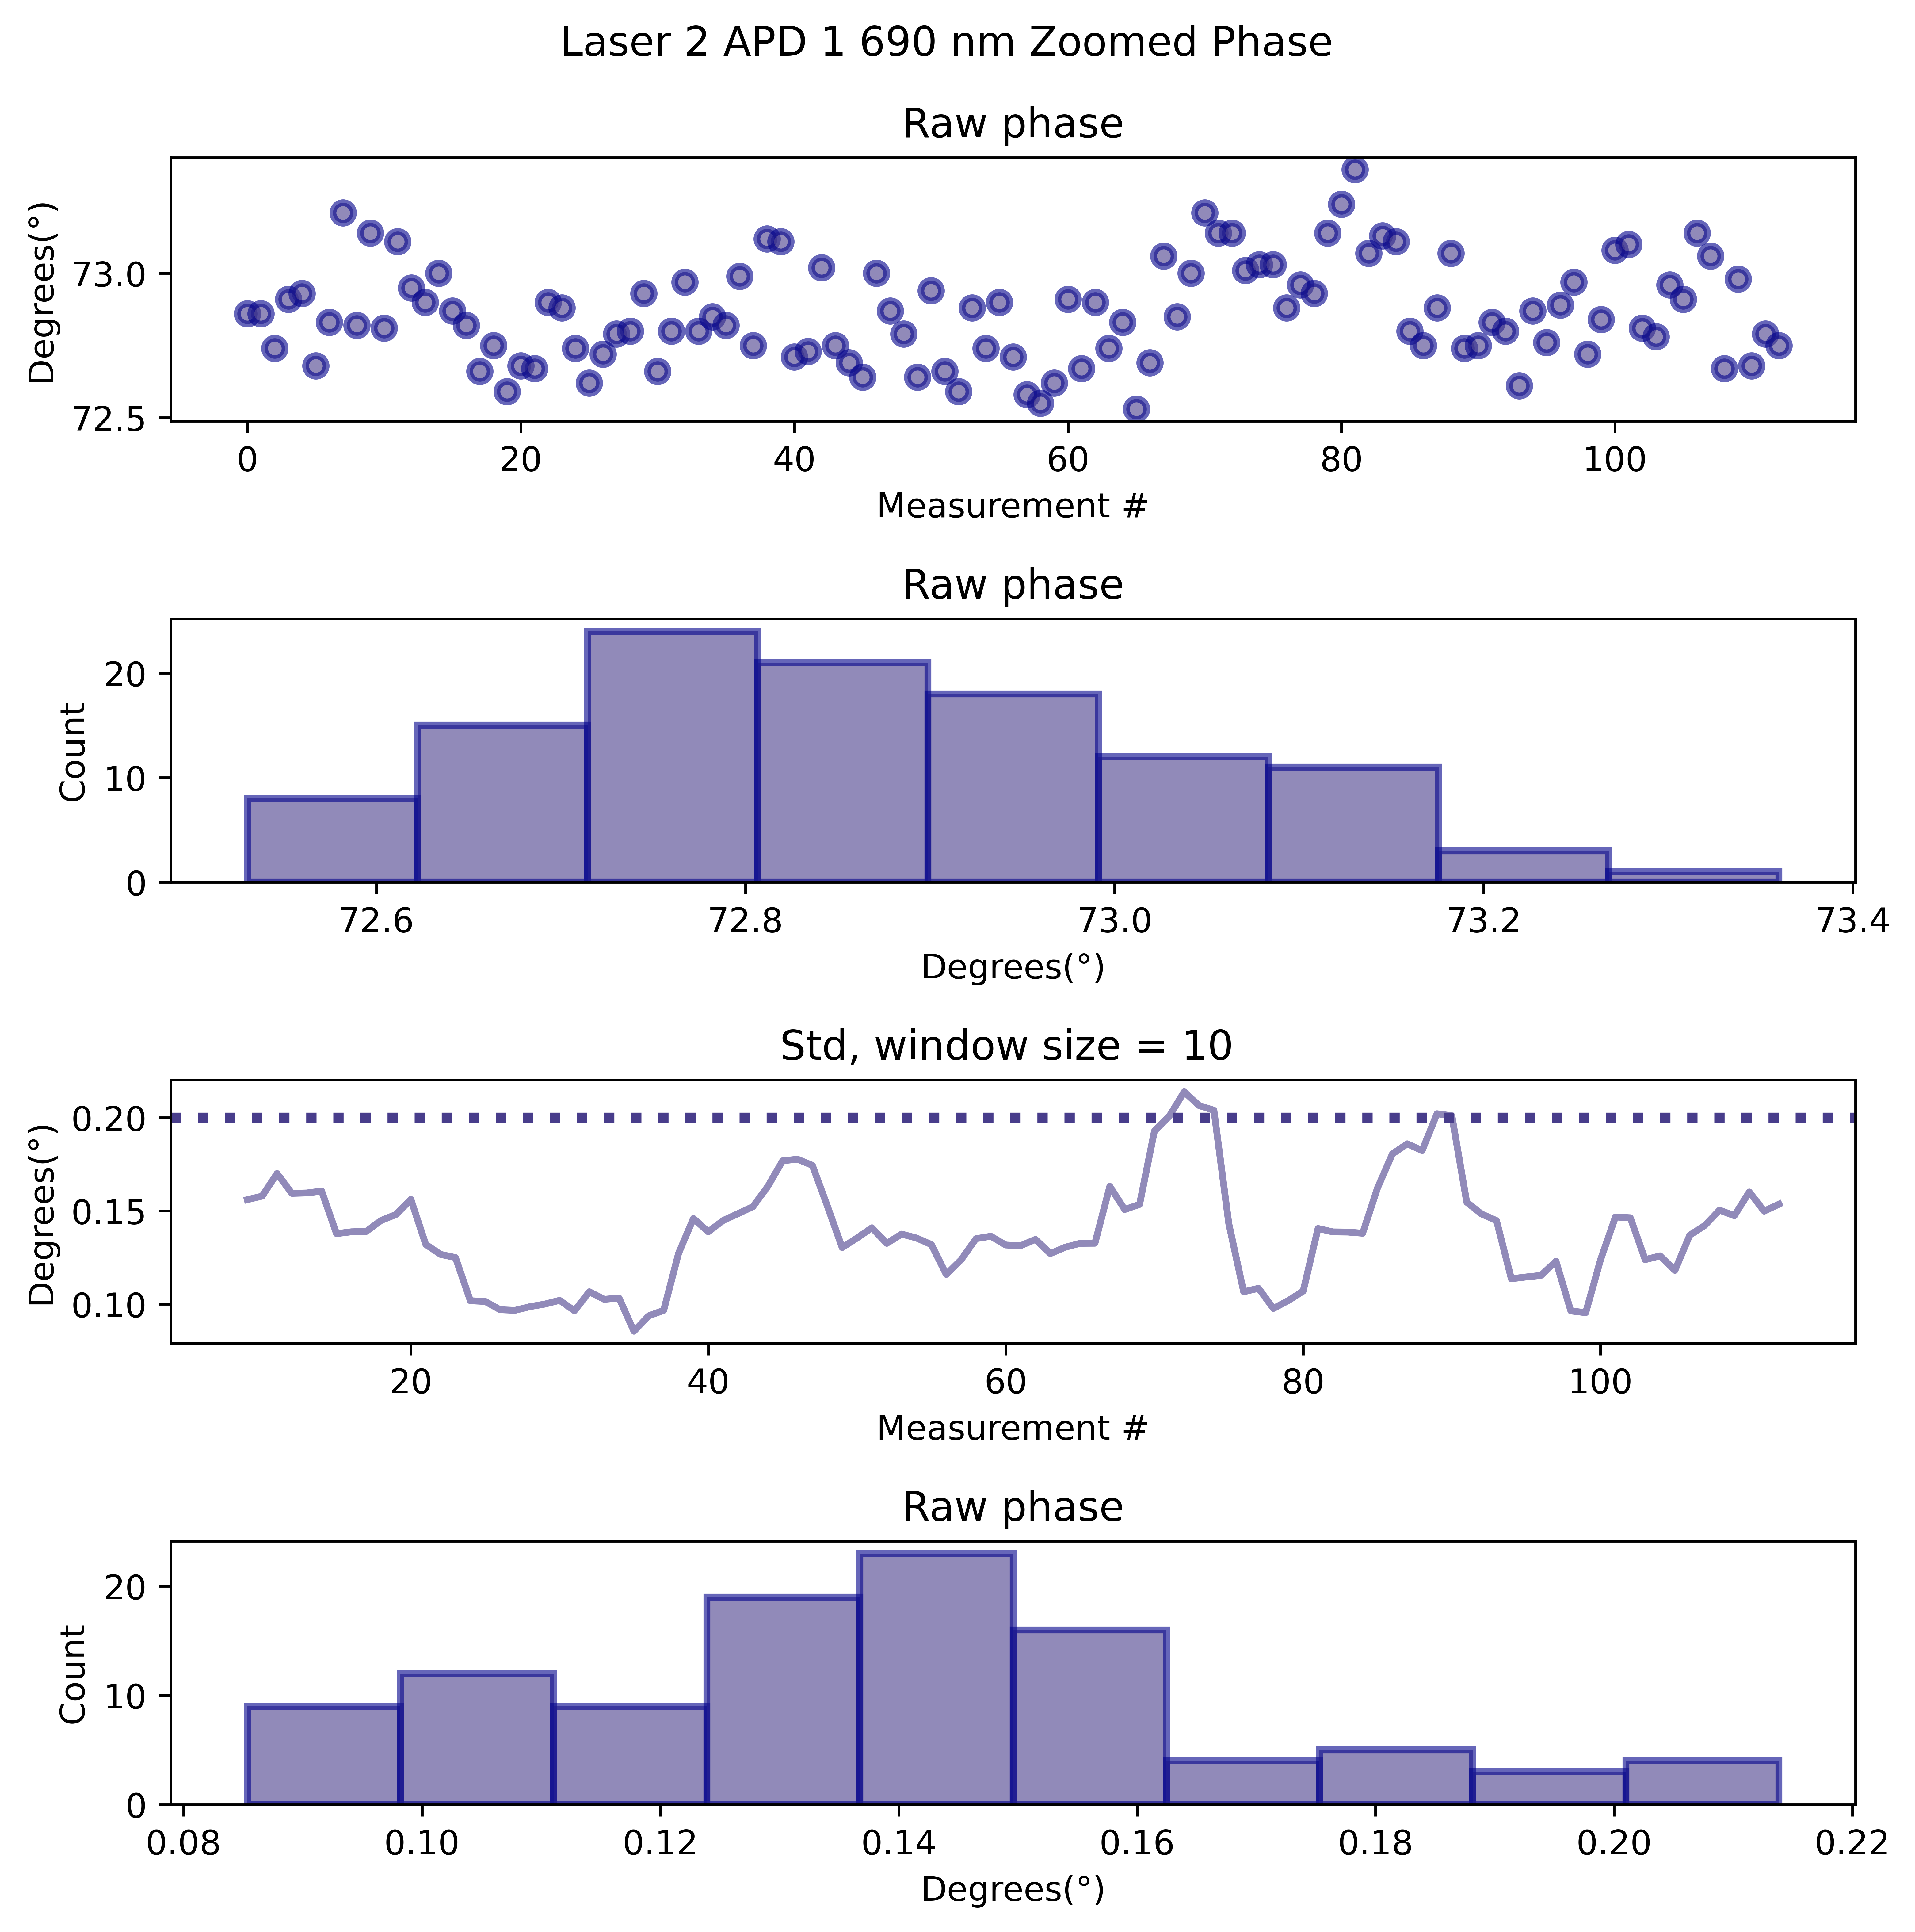 Laser 2 APD 1 690 nm Zoomed Phase
Raw phase
Degrees(°)
73.0
72.5
0 20 40 60 80 100
Measurement #
Raw phase
Count
20
10
0
72.6 72.8 73.0 73.2 73.4
Degrees(°)
Std, window size = 10
Degrees(°)
0.20
0.15
0.10
20 40 60 80 100
Measurement #
Raw phase
Count
20
10
0
0.08 0.10 0.12 0.14 0.16 0.18 0.20 0.22
Degrees(°)